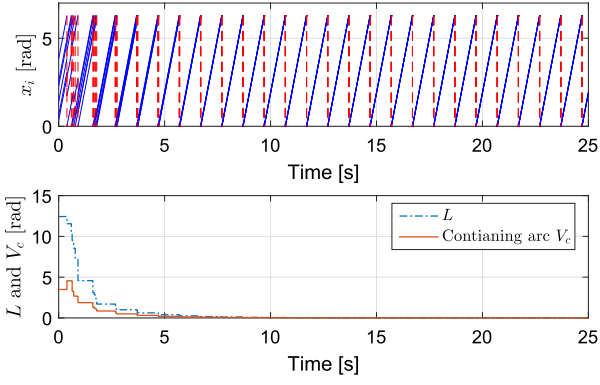 x_i [rad]
5
0
0 5 10 15 20 25
Time [s]
L and V_c [rad]
15
10
5
0
L
Contianing arc V_c
0 5 10 15 20 25
Time [s]